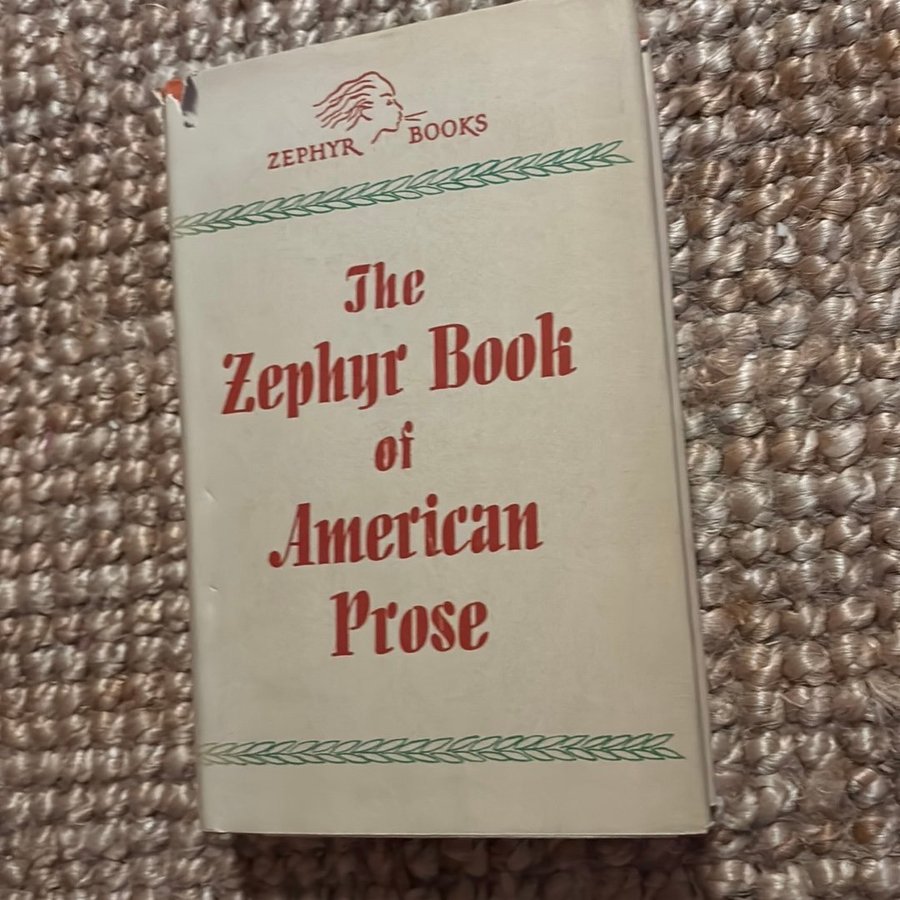 ZEPHYR BOOKS
The
Zephyr Book
of
American
Prose